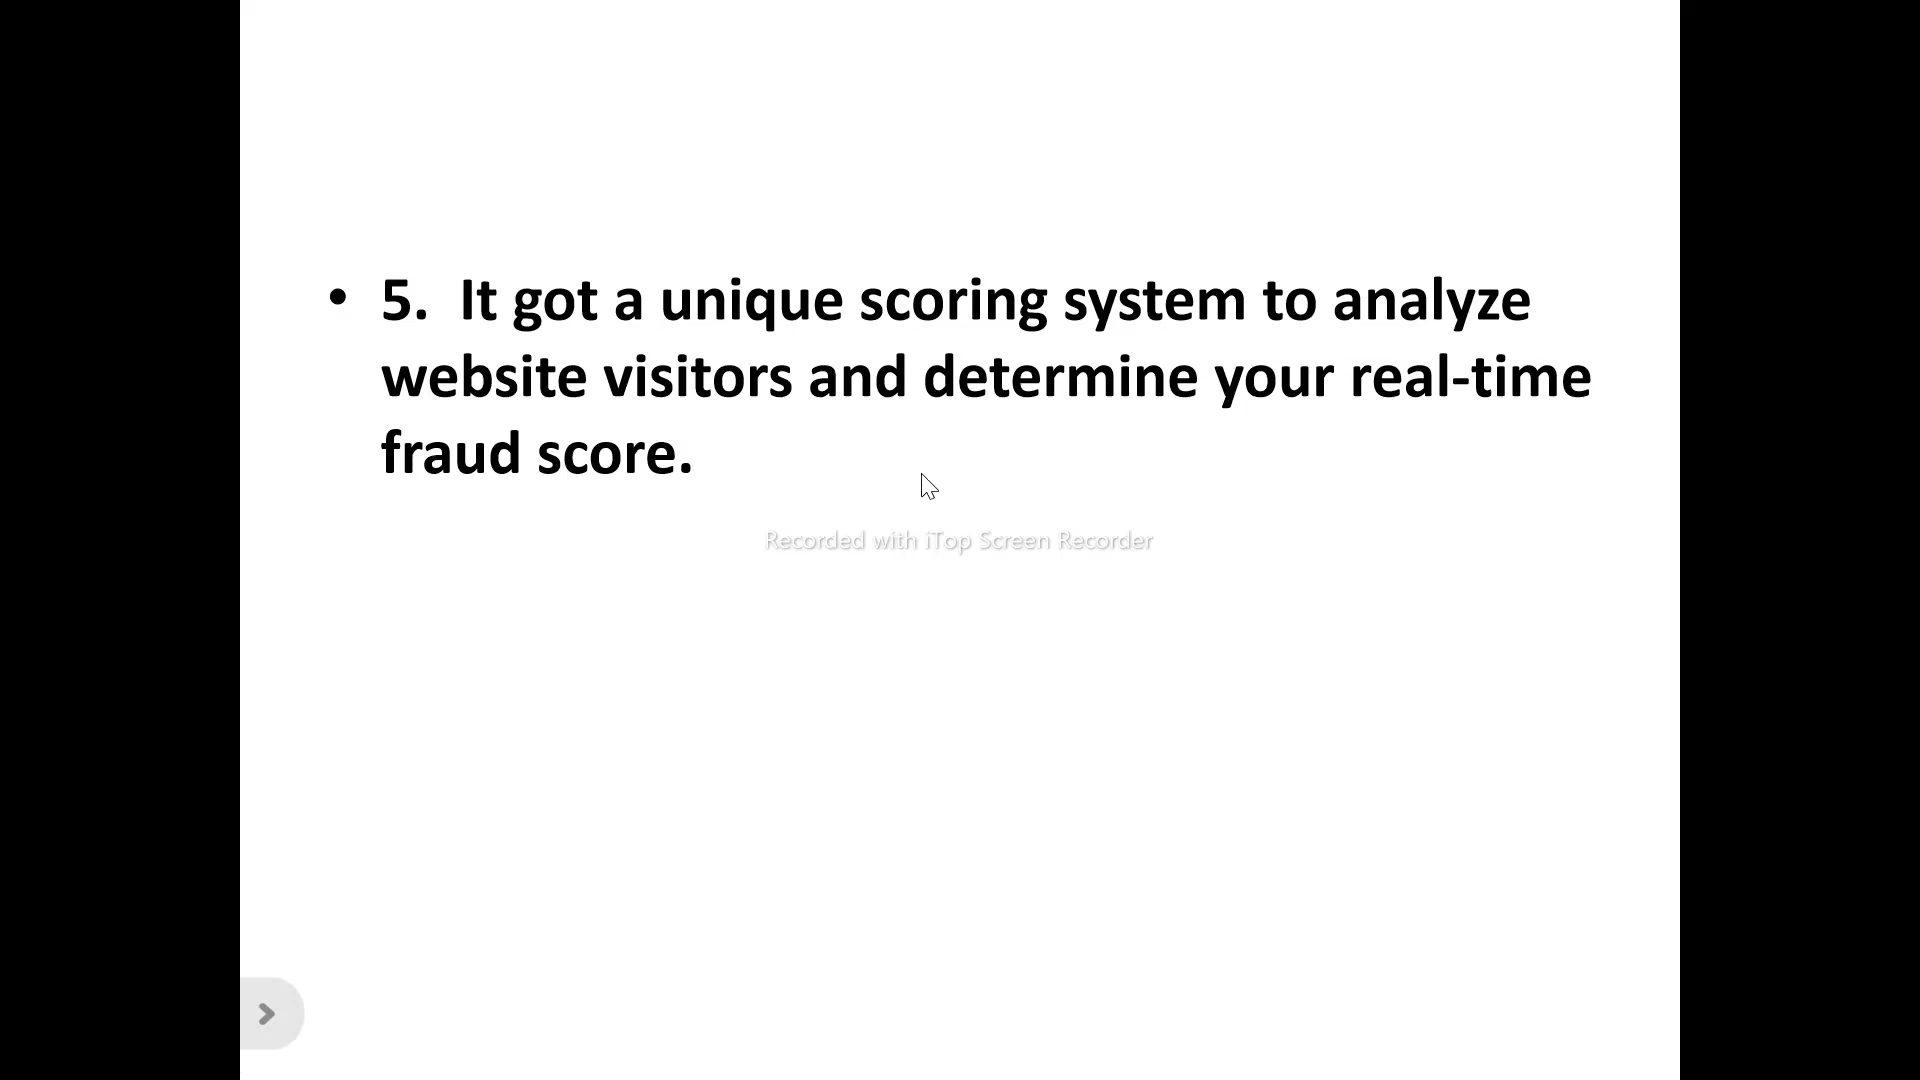 • 5.  It got a unique scoring system to analyze
website visitors and determine your real-time
fraud score.
Recorded with iTop Screen Recorder